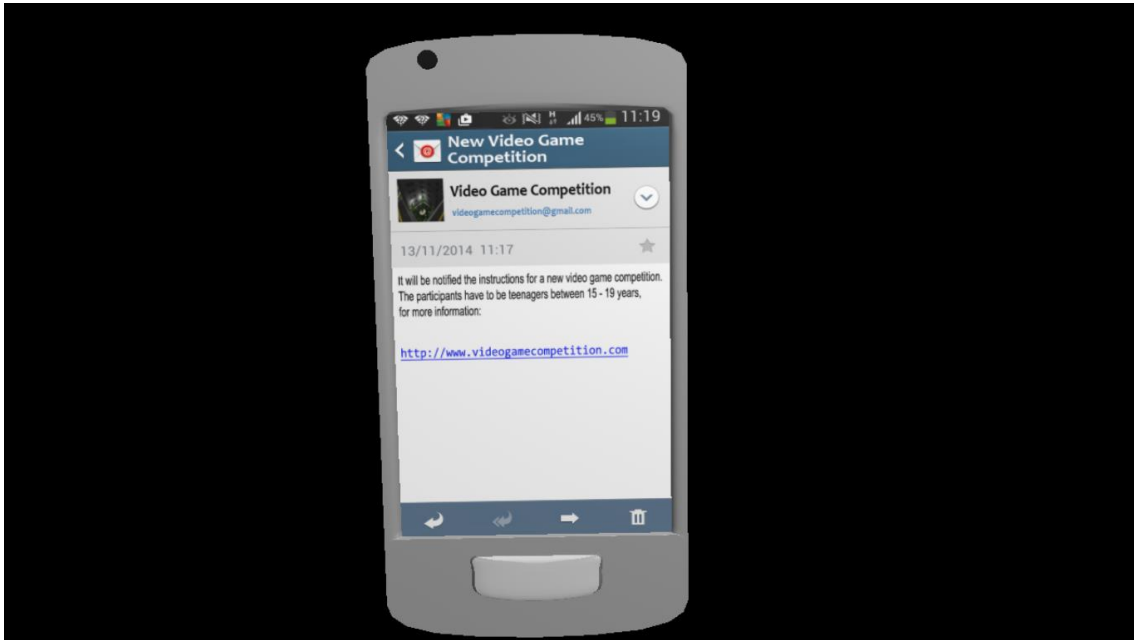 45% 11:19
New Video Game
Competition
Video Game Competition
videogamecompetition@gmail.com
13/11/2014 11:17
It will be notified the instructions for a new video game competition.
The participants have to be teenagers between 15 - 19 years,
for more information:
http://www.videogamecompetition.com